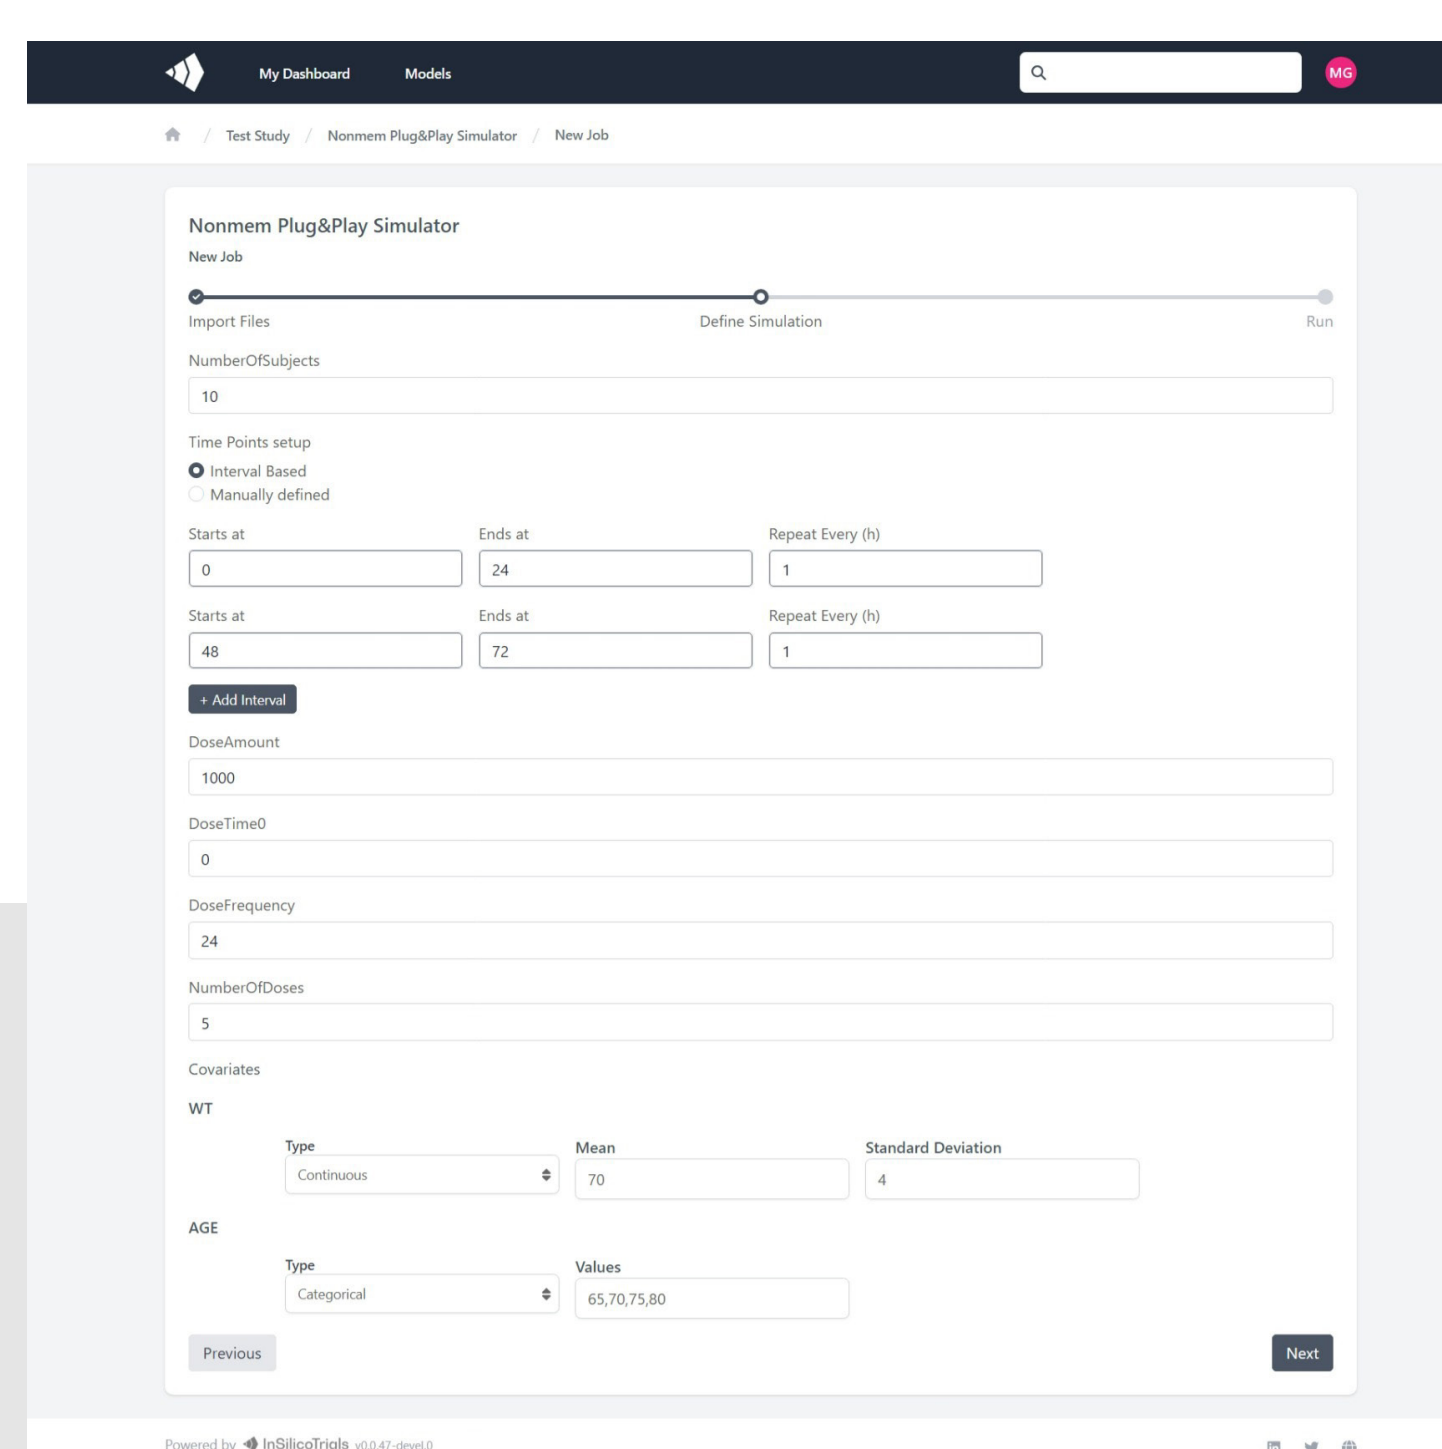 My Dashboard Models MG
/ Test Study / Nonmem Plug&Play Simulator / New Job
Nonmem Plug&Play Simulator
New Job
Import Files Define Simulation Run
NumberOfSubjects
10
Time Points setup
Interval Based
Manually defined
Starts at Ends at Repeat Every (h)
0 24 1
Starts at Ends at Repeat Every (h)
48 72 1
+ Add Interval
DoseAmount
1000
DoseTime0
0
DoseFrequency
24
NumberOfDoses
5
Covariates
WT
Type Mean Standard Deviation
Continuous 70 4
AGE
Type Values
Categorical 65,70,75,80
Previous Next
Powered by InSilicoTrials v0.0.47-devel.0